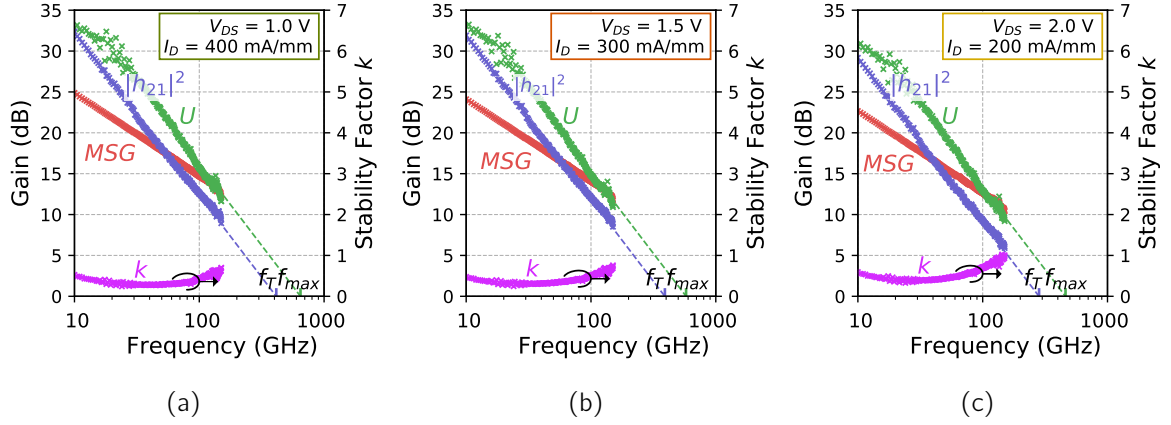 V_DS = 1.0 V
I_D = 400 mA/mm
35
30
25
20
15
10
5
0
Gain (dB)
7
6
5
4
3
2
1
0
Stability Factor k
|h_21|^2
U
MSG
k
f_T f_max
10
100
1000
Frequency (GHz)
(a)
V_DS = 1.5 V
I_D = 300 mA/mm
35
30
25
20
15
10
5
0
Gain (dB)
7
6
5
4
3
2
1
0
Stability Factor k
|h_21|^2
U
MSG
k
f_T f_max
10
100
1000
Frequency (GHz)
(b)
V_DS = 2.0 V
I_D = 200 mA/mm
35
30
25
20
15
10
5
0
Gain (dB)
7
6
5
4
3
2
1
0
Stability Factor k
|h_21|^2
U
MSG
k
f_T f_max
10
100
1000
Frequency (GHz)
(c)